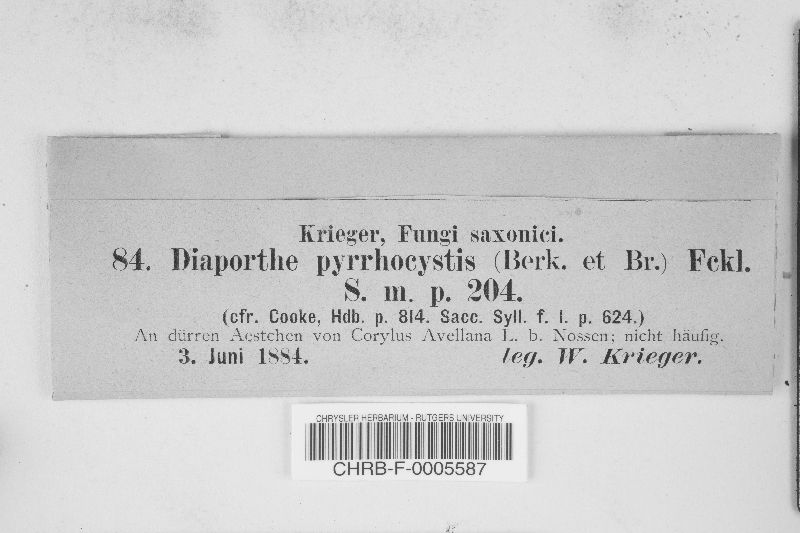 Krieger, Fungi saxonici.
84. Diaporthe pyrrhocystis (Berk. et Br.) Fckl.
S. m. p. 204.
(cfr. Cooke, Hdb. p. 814. Sacc. Syll. f. I. p. 624.)
An dürren Aestchen von Corylus Avellana L. b. Nossen; nicht häufig.
3. Juni 1884. leg. W. Krieger.
CHRYSLER HERBARIUM - RUTGERS UNIVERSITY
CHRB-F-0005587